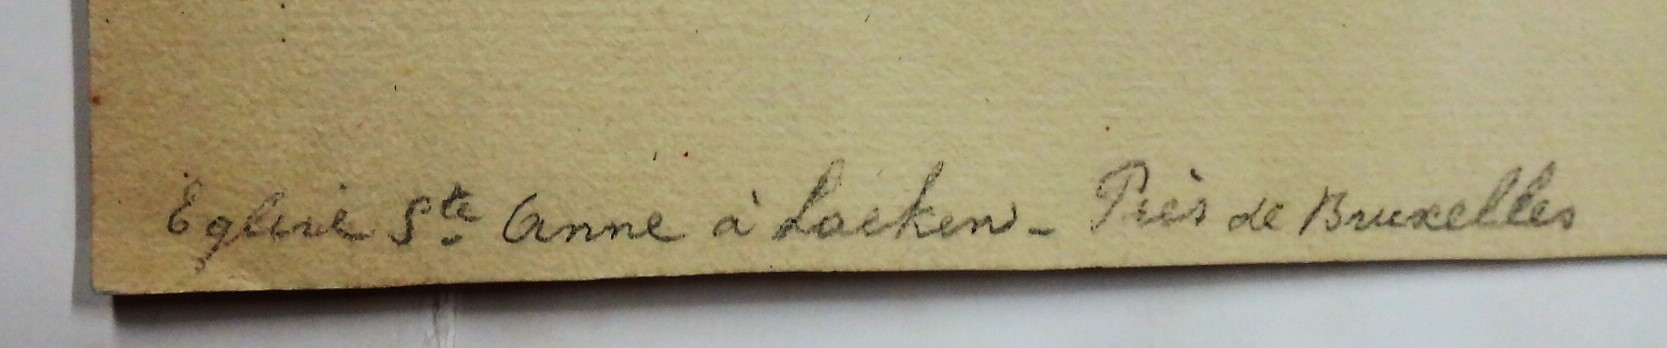 Eglise Ste Anne à Laeken - Près de Bruxelles